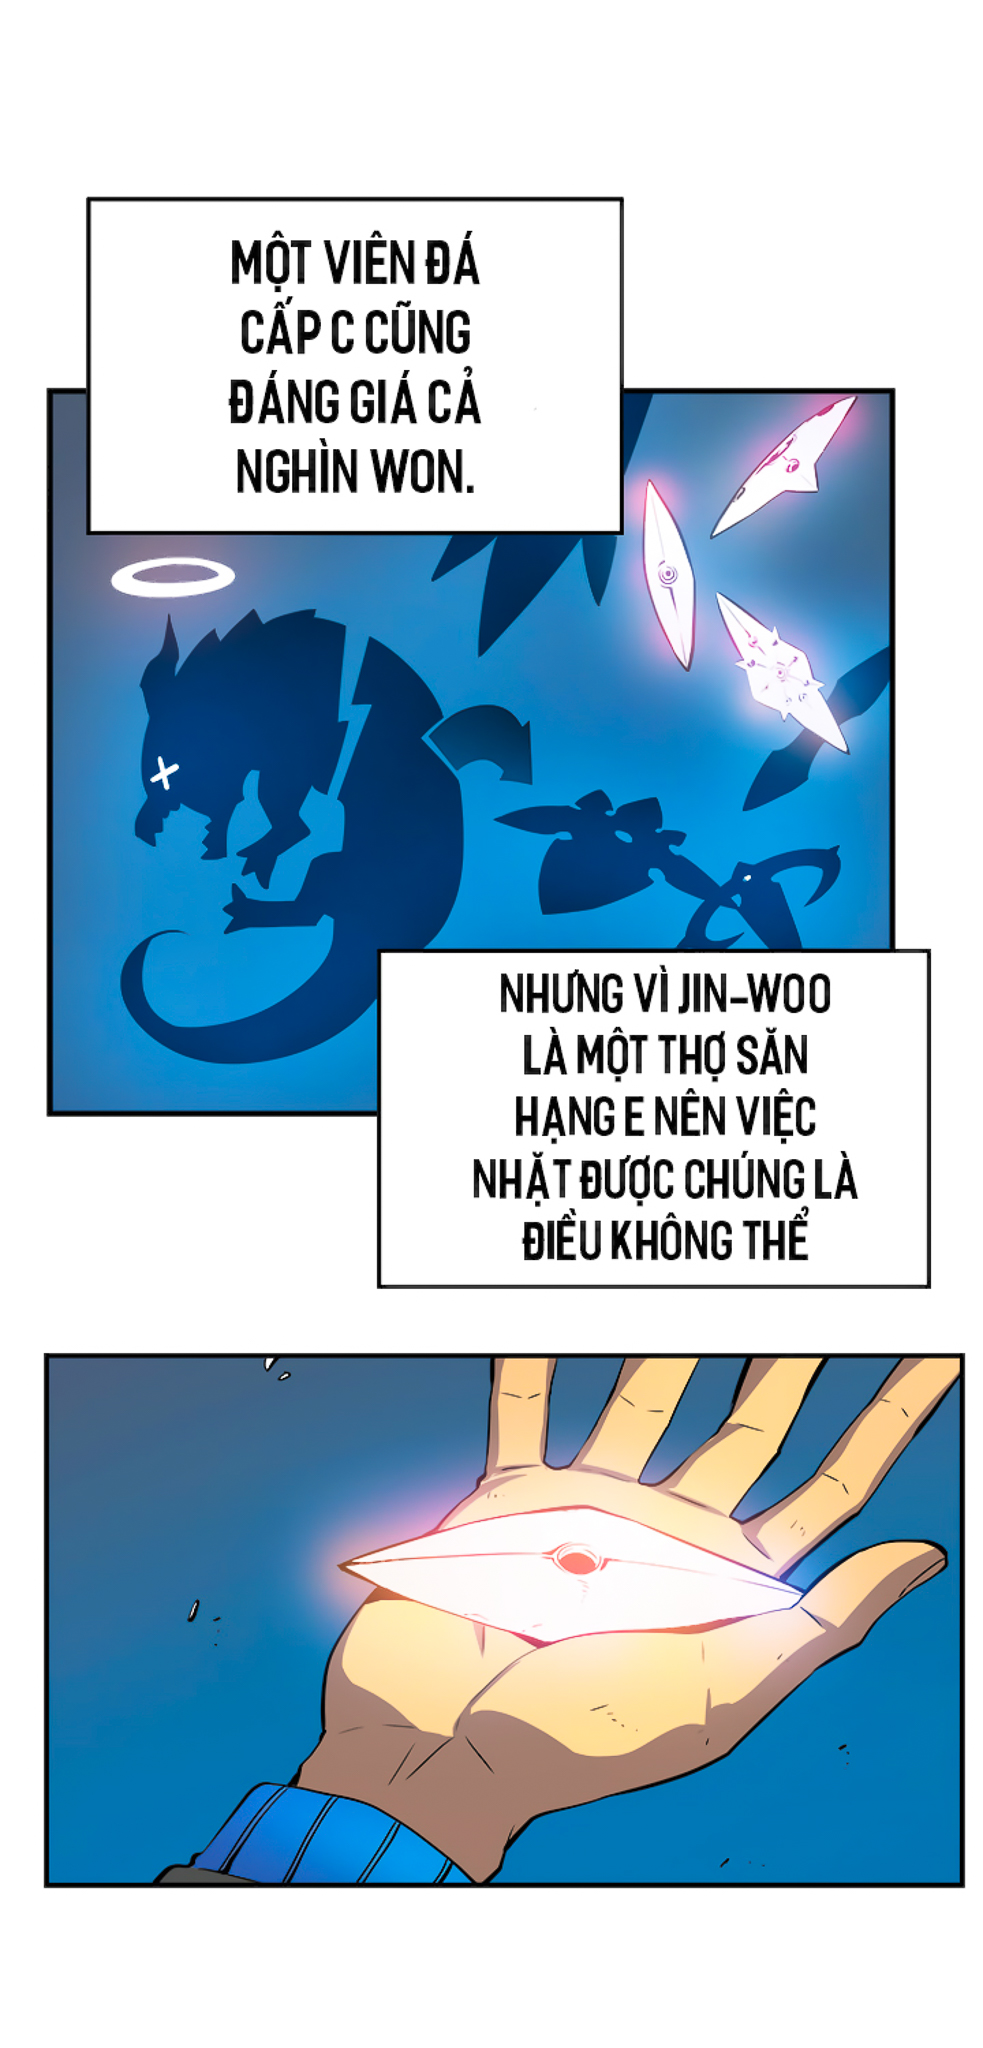 MỘT VIÊN ĐÁ
CẤP C CŨNG
ĐÁNG GIÁ CẢ
NGHÌN WON.
NHƯNG VÌ JIN-WOO
LÀ MỘT THỢ SĂN
HẠNG E NÊN VIỆC
NHẶT ĐƯỢC CHÚNG LÀ
ĐIỀU KHÔNG THỂ